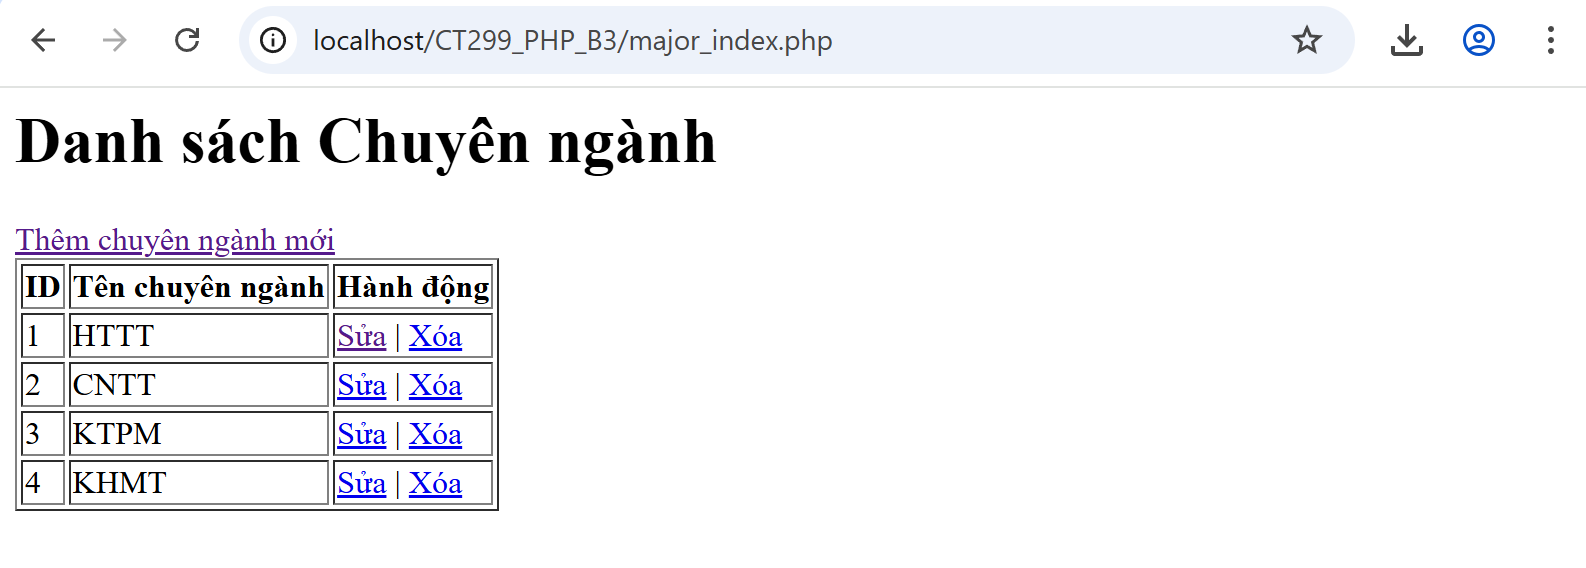 localhost/CT299_PHP_B3/major_index.php
Danh sách Chuyên ngành
Thêm chuyên ngành mới
ID Tên chuyên ngành Hành động
1 HTTT Sửa | Xóa
2 CNTT Sửa | Xóa
3 KTPM Sửa | Xóa
4 KHMT Sửa | Xóa